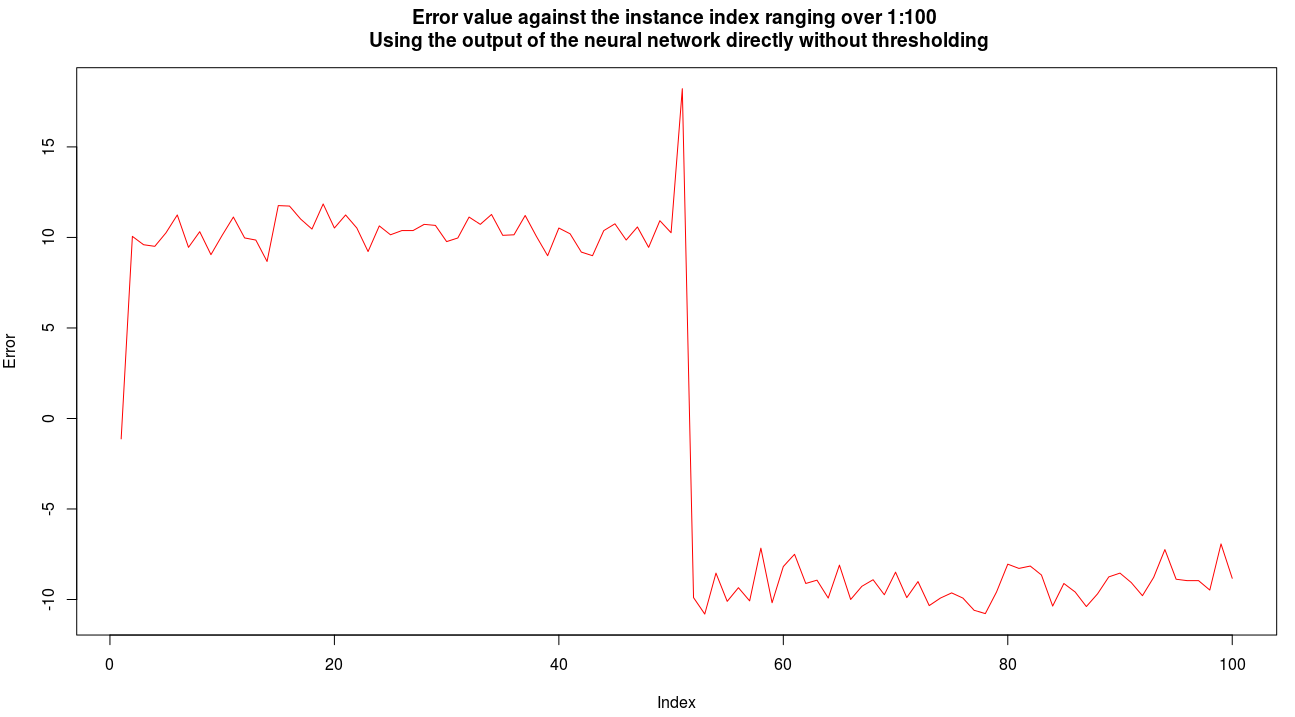 Error value against the instance index ranging over 1:100
Using the output of the neural network directly without thresholding
15
10
5
0
-5
-10
Error
0 20 40 60 80 100
Index